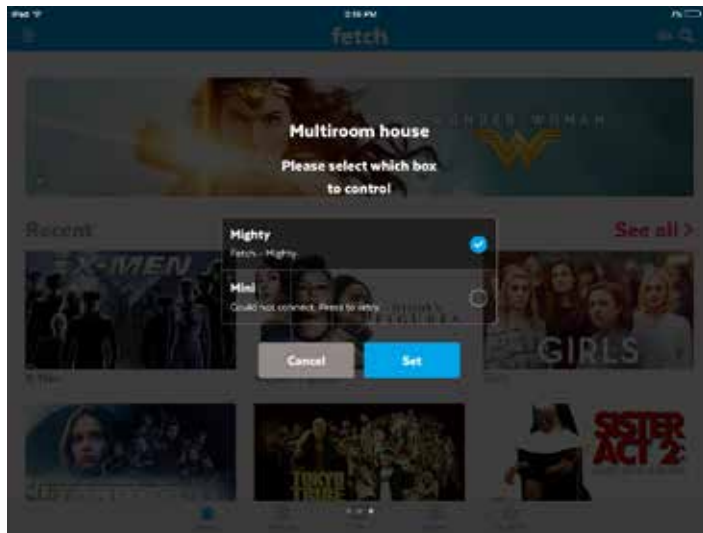 iPad
2:16 PM
fetch
WONDER WOMAN
Multiroom house
Please select which box
to control
Recent
See all >
Mighty
Fetch - Mighty
Mini
Could not connect. Press to retry
X-MEN
FIGURES
GIRLS
Cancel
Set
TOKYO
TRIBE
SISTER
ACT 2: